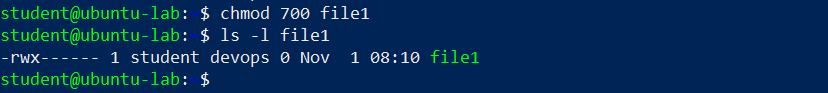 student@ubuntu-lab:~$ chmod 700 file1
student@ubuntu-lab:~$ ls -l file1
-rwx------ 1 student devops 0 Nov  1 08:10 file1
student@ubuntu-lab:~$